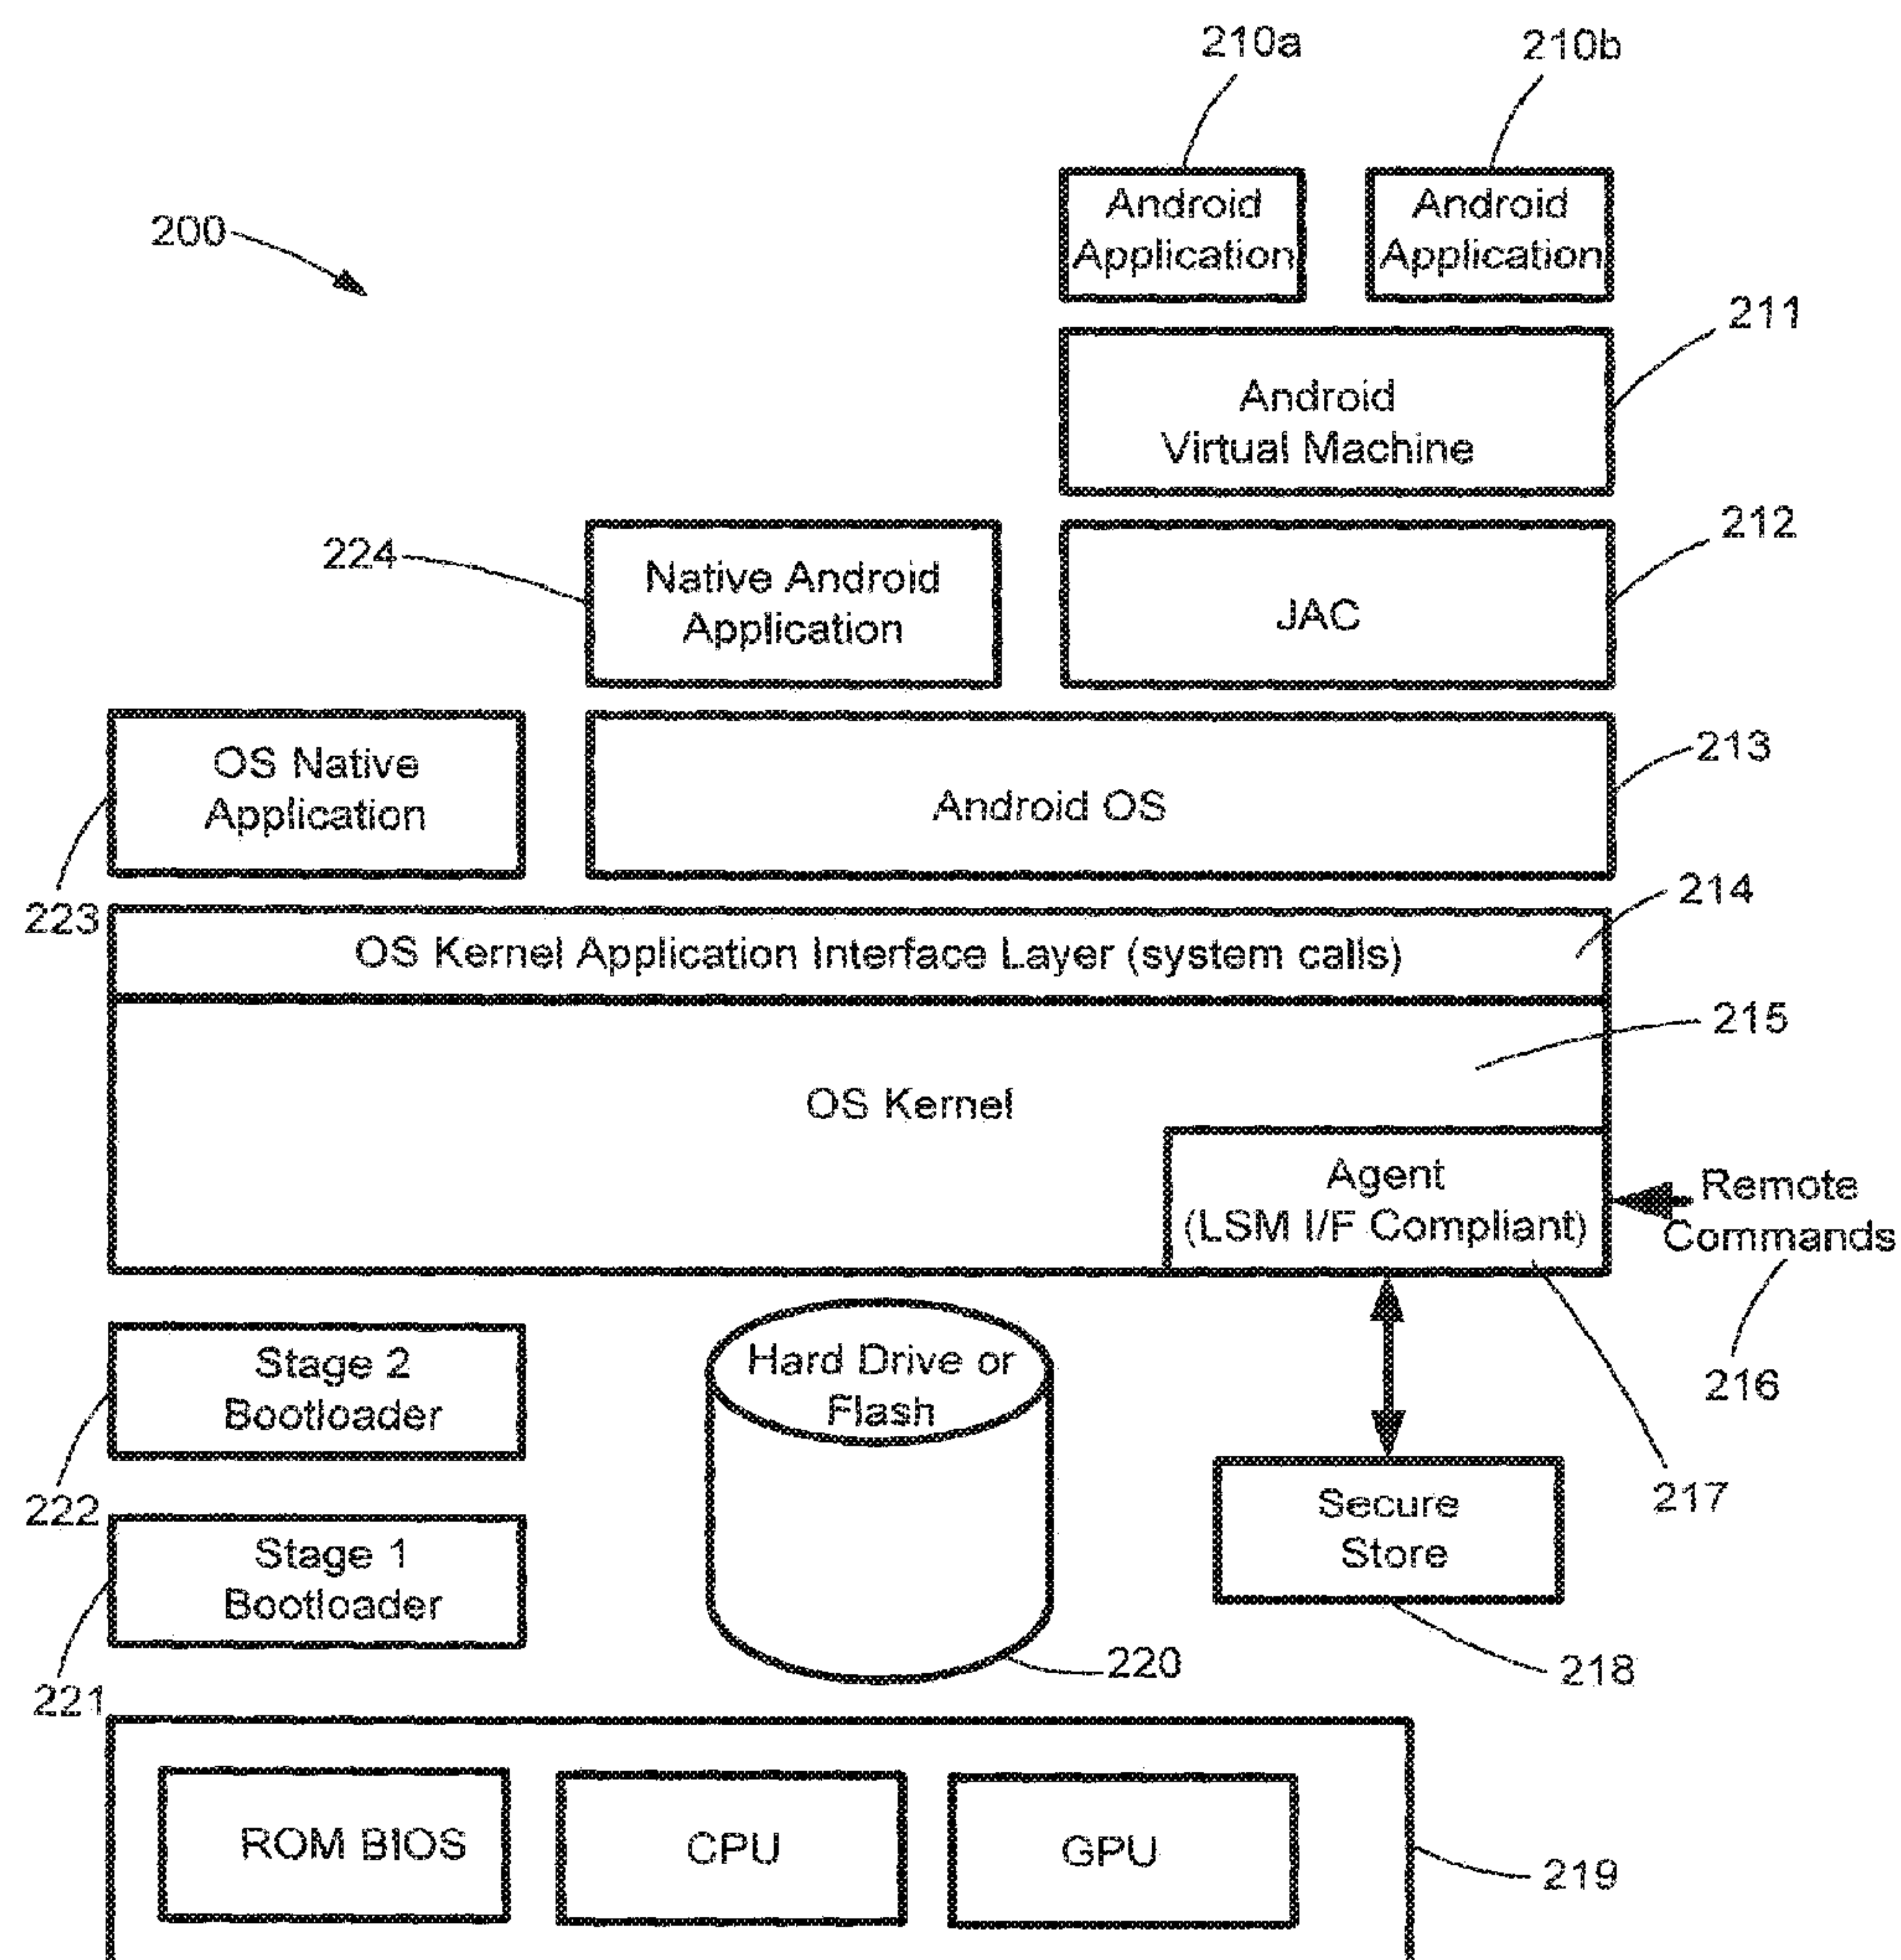 210a
210b
200
Android
Application
Android
Application
211
Android
Virtual Machine
212
224
Native Android
Application
JAC
OS Native
Application
Android OS
213
223
214
OS Kernel Application Interface Layer (system calls)
215
OS Kernel
Agent
(LSM I/F Compliant)
Remote
Commands
216
Stage 2
Bootloader
Hard Drive or
Flash
222
217
Secure
Store
Stage 1
Bootloader
220
218
221
ROM BIOS
CPU
GPU
219